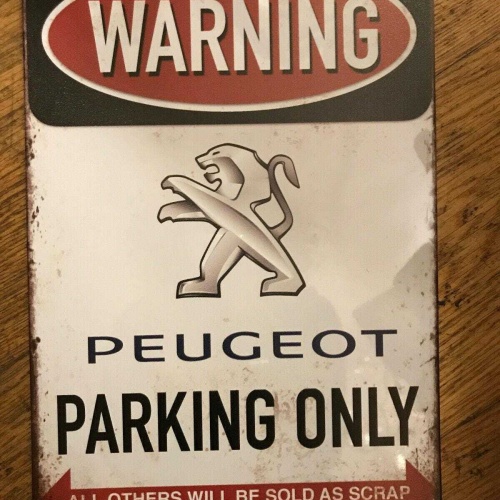 WARNING
PEUGEOT
PARKING ONLY
ALL OTHERS WILL BE SOLD AS SCRAP